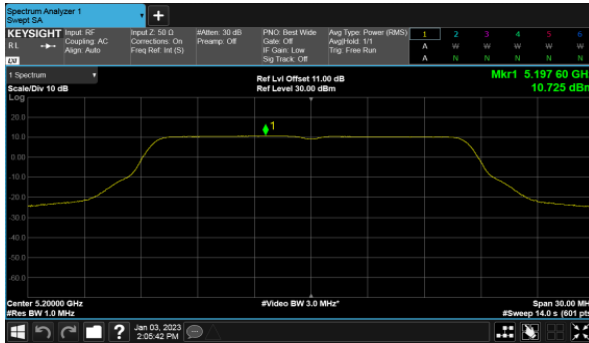 Spectrum Analyzer 1
Swept SA
+
KEYSIGHT Input: RF Input Z: 50 Ω #Atten: 30 dB PNO: Best Wide Avg Type: Power (RMS) 1 2 3 4 5 6
RL Coupling: AC Corrections: On Preamp: Off Gate: Off Avg|Hold: 1/1 A W W W W W
Align: Auto Freq Ref: Int (S) IF Gain: Low Trig: Free Run
LXI Sig Track: Off A N N N N N
1 Spectrum Ref Lvl Offset 11.00 dB Mkr1 5.197 60 GHz
Scale/Div 10 dB Ref Level 30.00 dBm 10.725 dBm
Log
20.0
1
10.0
0.00
-10.0
-20.0
-30.0
-40.0
-50.0
-60.0
Center 5.20000 GHz #Video BW 3.0 MHz* Span 30.00 MH
#Res BW 1.0 MHz #Sweep 14.0 s (601 pts
? Jan 03, 2023
2:05:42 PM